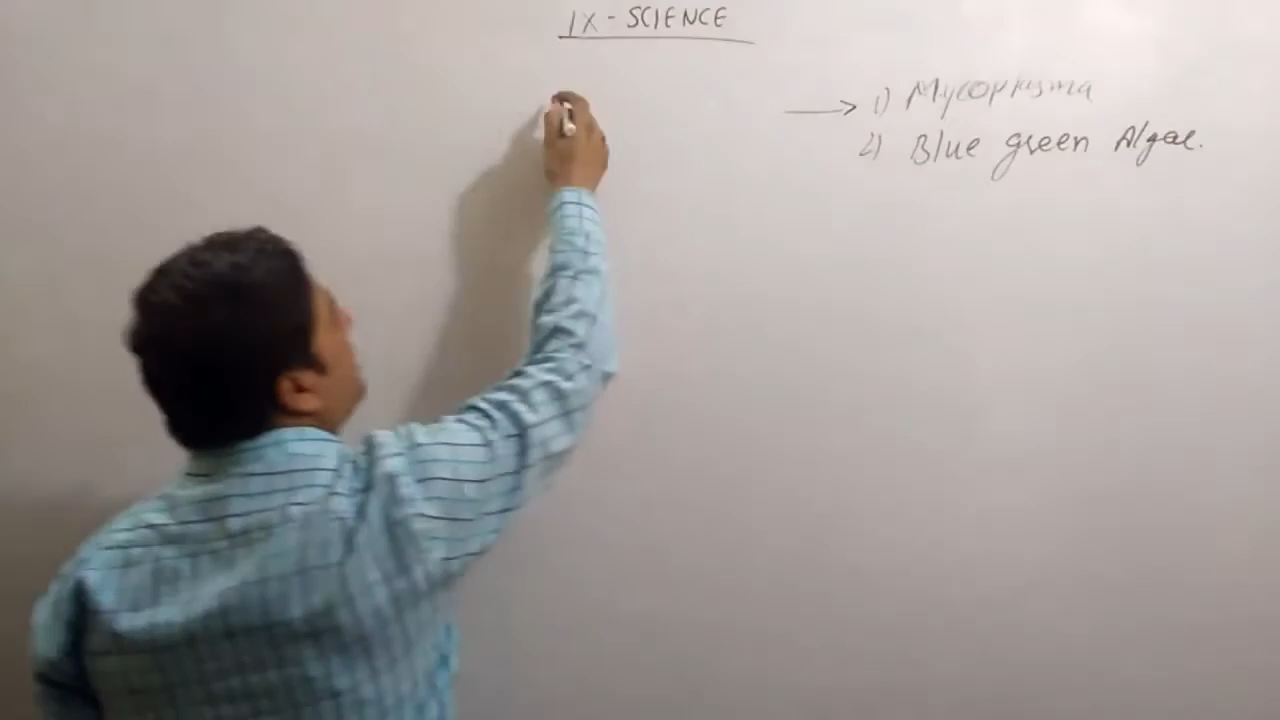 IX - SCIENCE
→ 1) Mycoplasma
2) Blue green Algae.